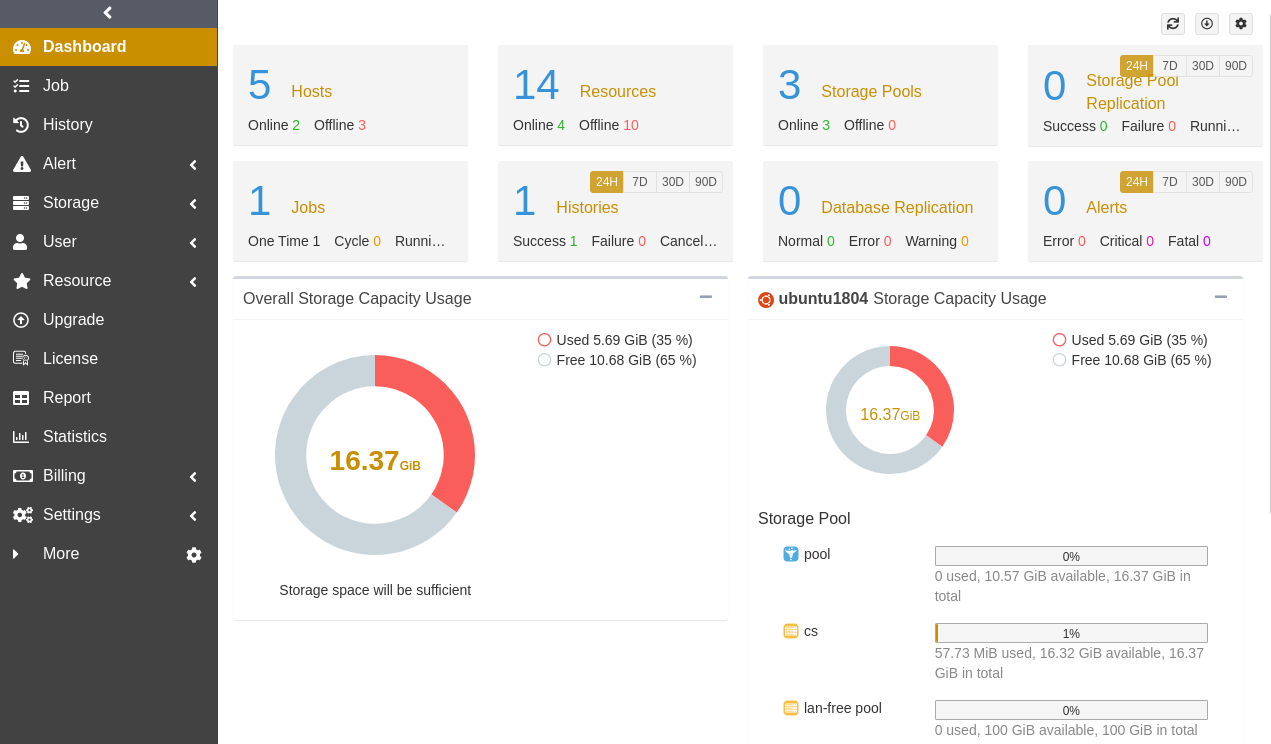 Dashboard
Job
History
Alert
Storage
User
Resource
Upgrade
License
Report
Statistics
Billing
Settings
More
5 Hosts
Online 2 Offline 3
14 Resources
Online 4 Offline 10
3 Storage Pools
Online 3 Offline 0
24H 7D 30D 90D
0 Storage Pool
Replication
Success 0 Failure 0 Runni…
1 Jobs
One Time 1 Cycle 0 Runni…
24H 7D 30D 90D
1 Histories
Success 1 Failure 0 Cancel…
0 Database Replication
Normal 0 Error 0 Warning 0
24H 7D 30D 90D
0 Alerts
Error 0 Critical 0 Fatal 0
Overall Storage Capacity Usage
Used 5.69 GiB (35 %)
Free 10.68 GiB (65 %)
16.37GiB
Storage space will be sufficient
ubuntu1804 Storage Capacity Usage
Used 5.69 GiB (35 %)
Free 10.68 GiB (65 %)
16.37GiB
Storage Pool
pool
0%
0 used, 10.57 GiB available, 16.37 GiB in
total
cs
1%
57.73 MiB used, 16.32 GiB available, 16.37
GiB in total
lan-free pool
0%
0 used, 100 GiB available, 100 GiB in total